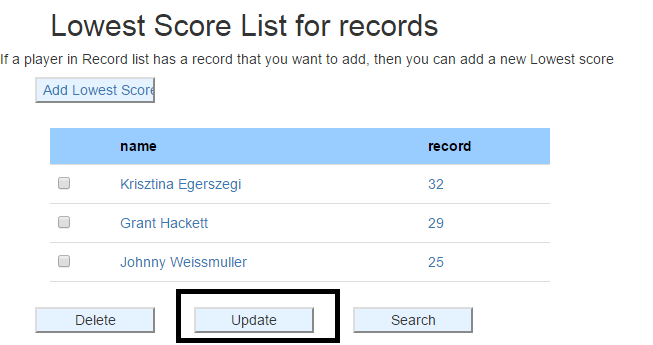 Lowest Score List for records
If a player in Record list has a record that you want to add, then you can add a new Lowest score
Add Lowest Score
name record
Krisztina Egerszegi 32
Grant Hackett 29
Johnny Weissmuller 25
Delete Update Search